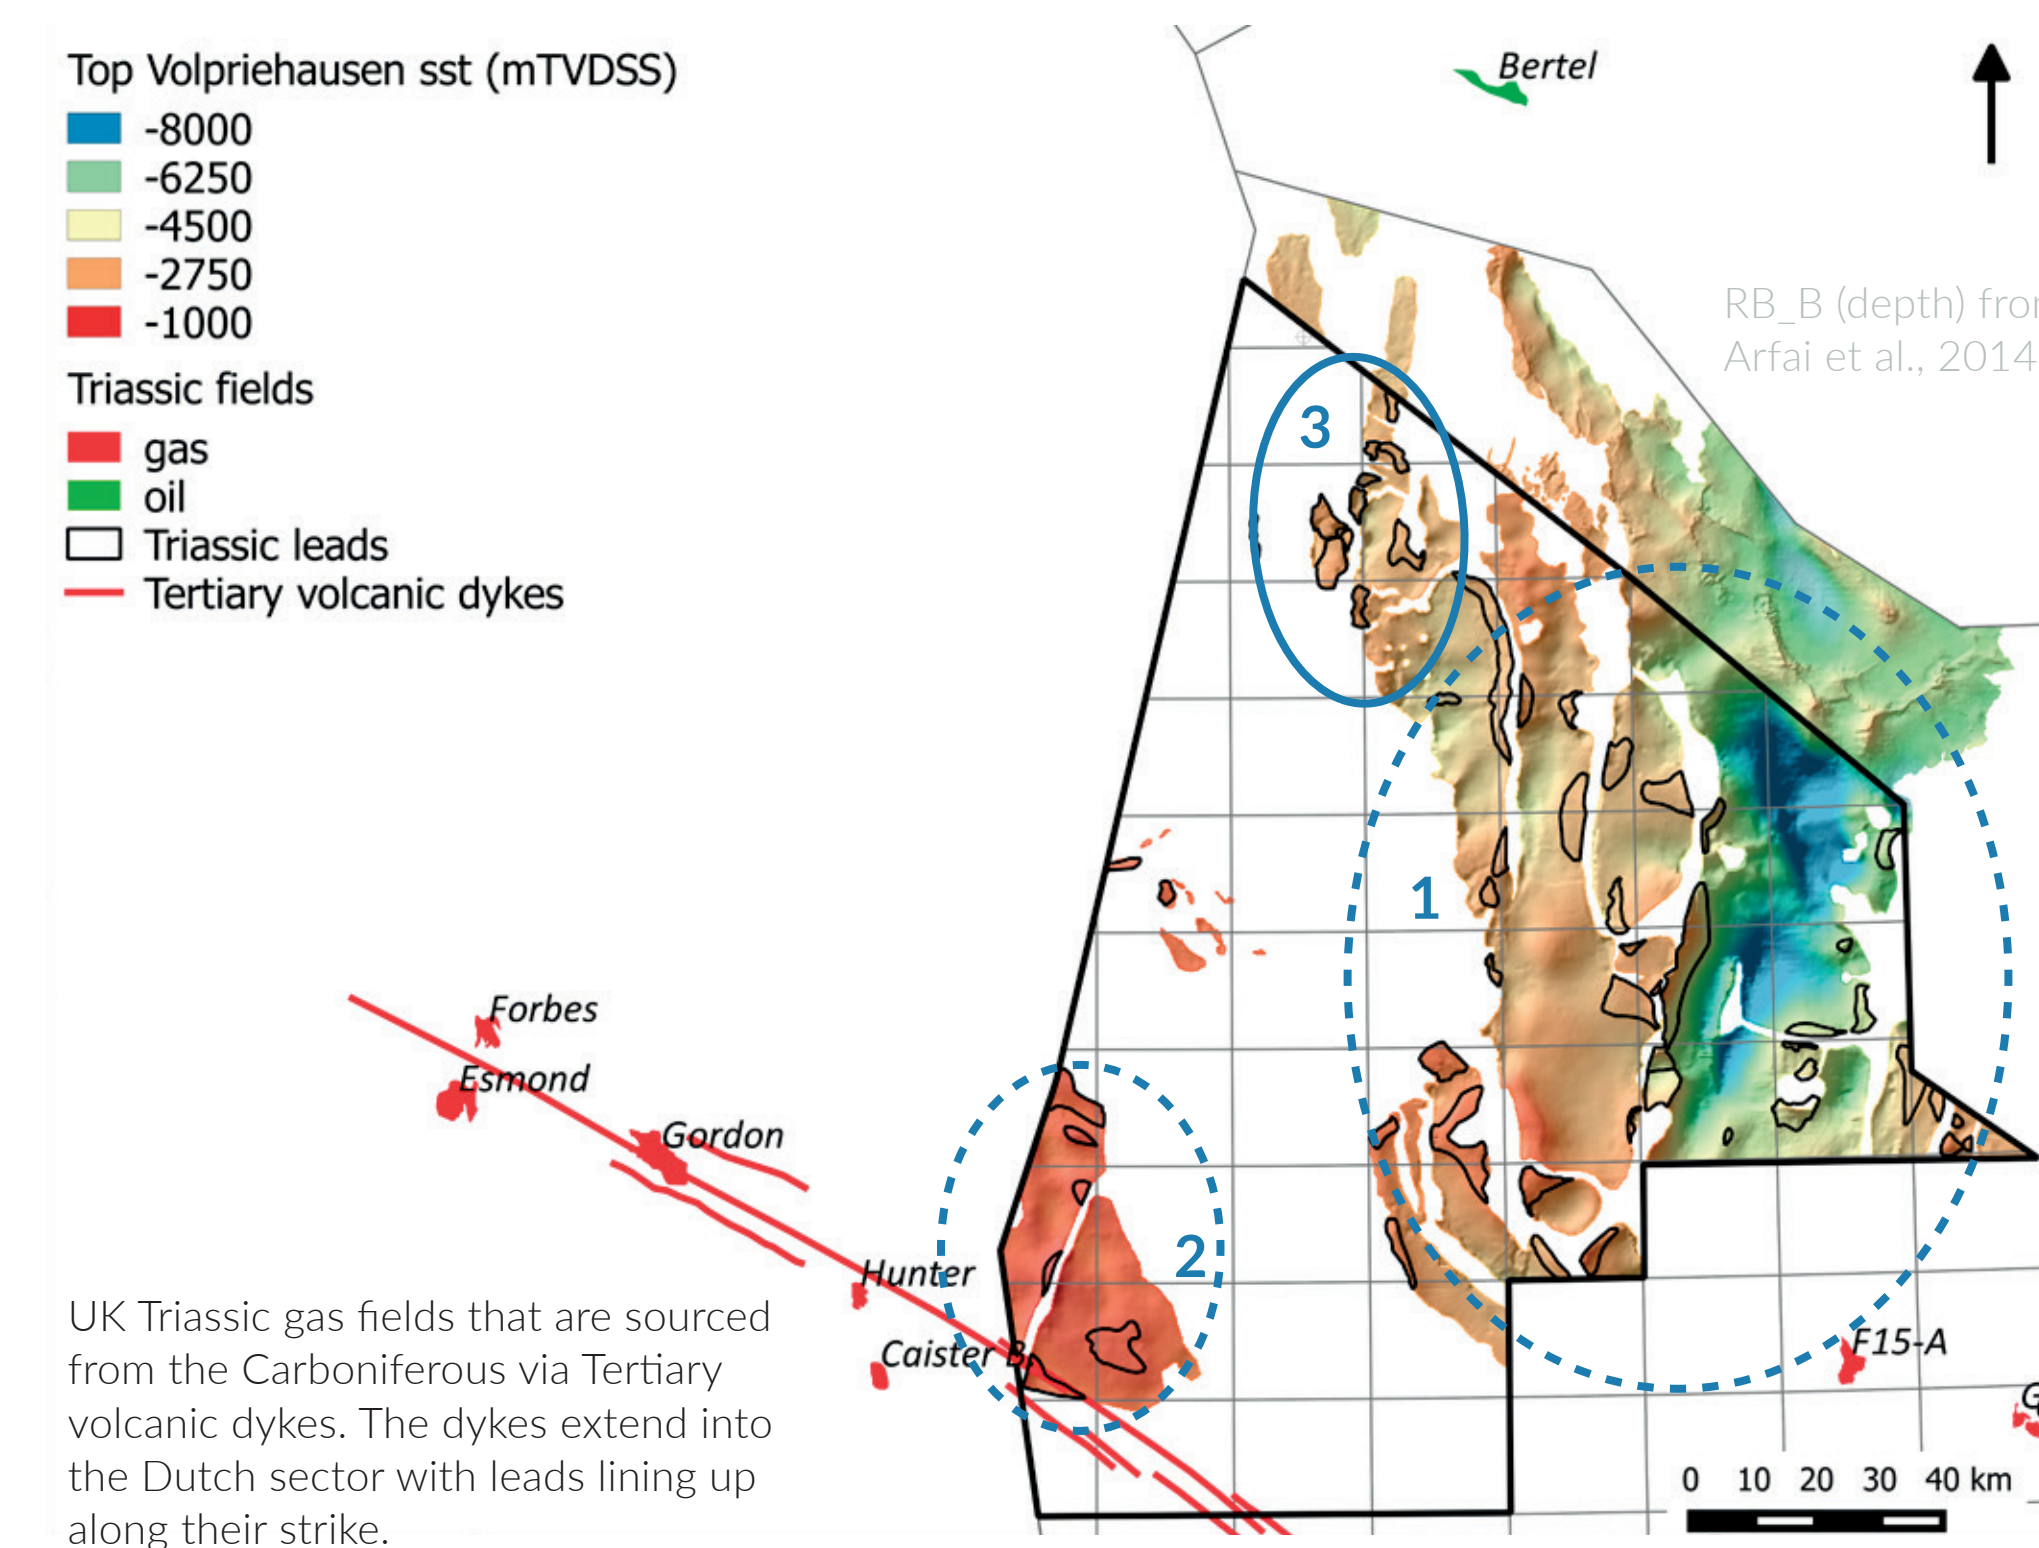 Top Volpriehausen sst (mTVDSS)
-8000
-6250
-4500
-2750
-1000
Triassic fields
gas
oil
Triassic leads
Tertiary volcanic dykes
Bertel
RB_B (depth) from
Arfai et al., 2014
3
1
2
Forbes
Esmond
Gordon
Hunter
Caister B.
F15-A
G
0 10 20 30 40 km
UK Triassic gas fields that are sourced
from the Carboniferous via Tertiary
volcanic dykes. The dykes extend into
the Dutch sector with leads lining up
along their strike.